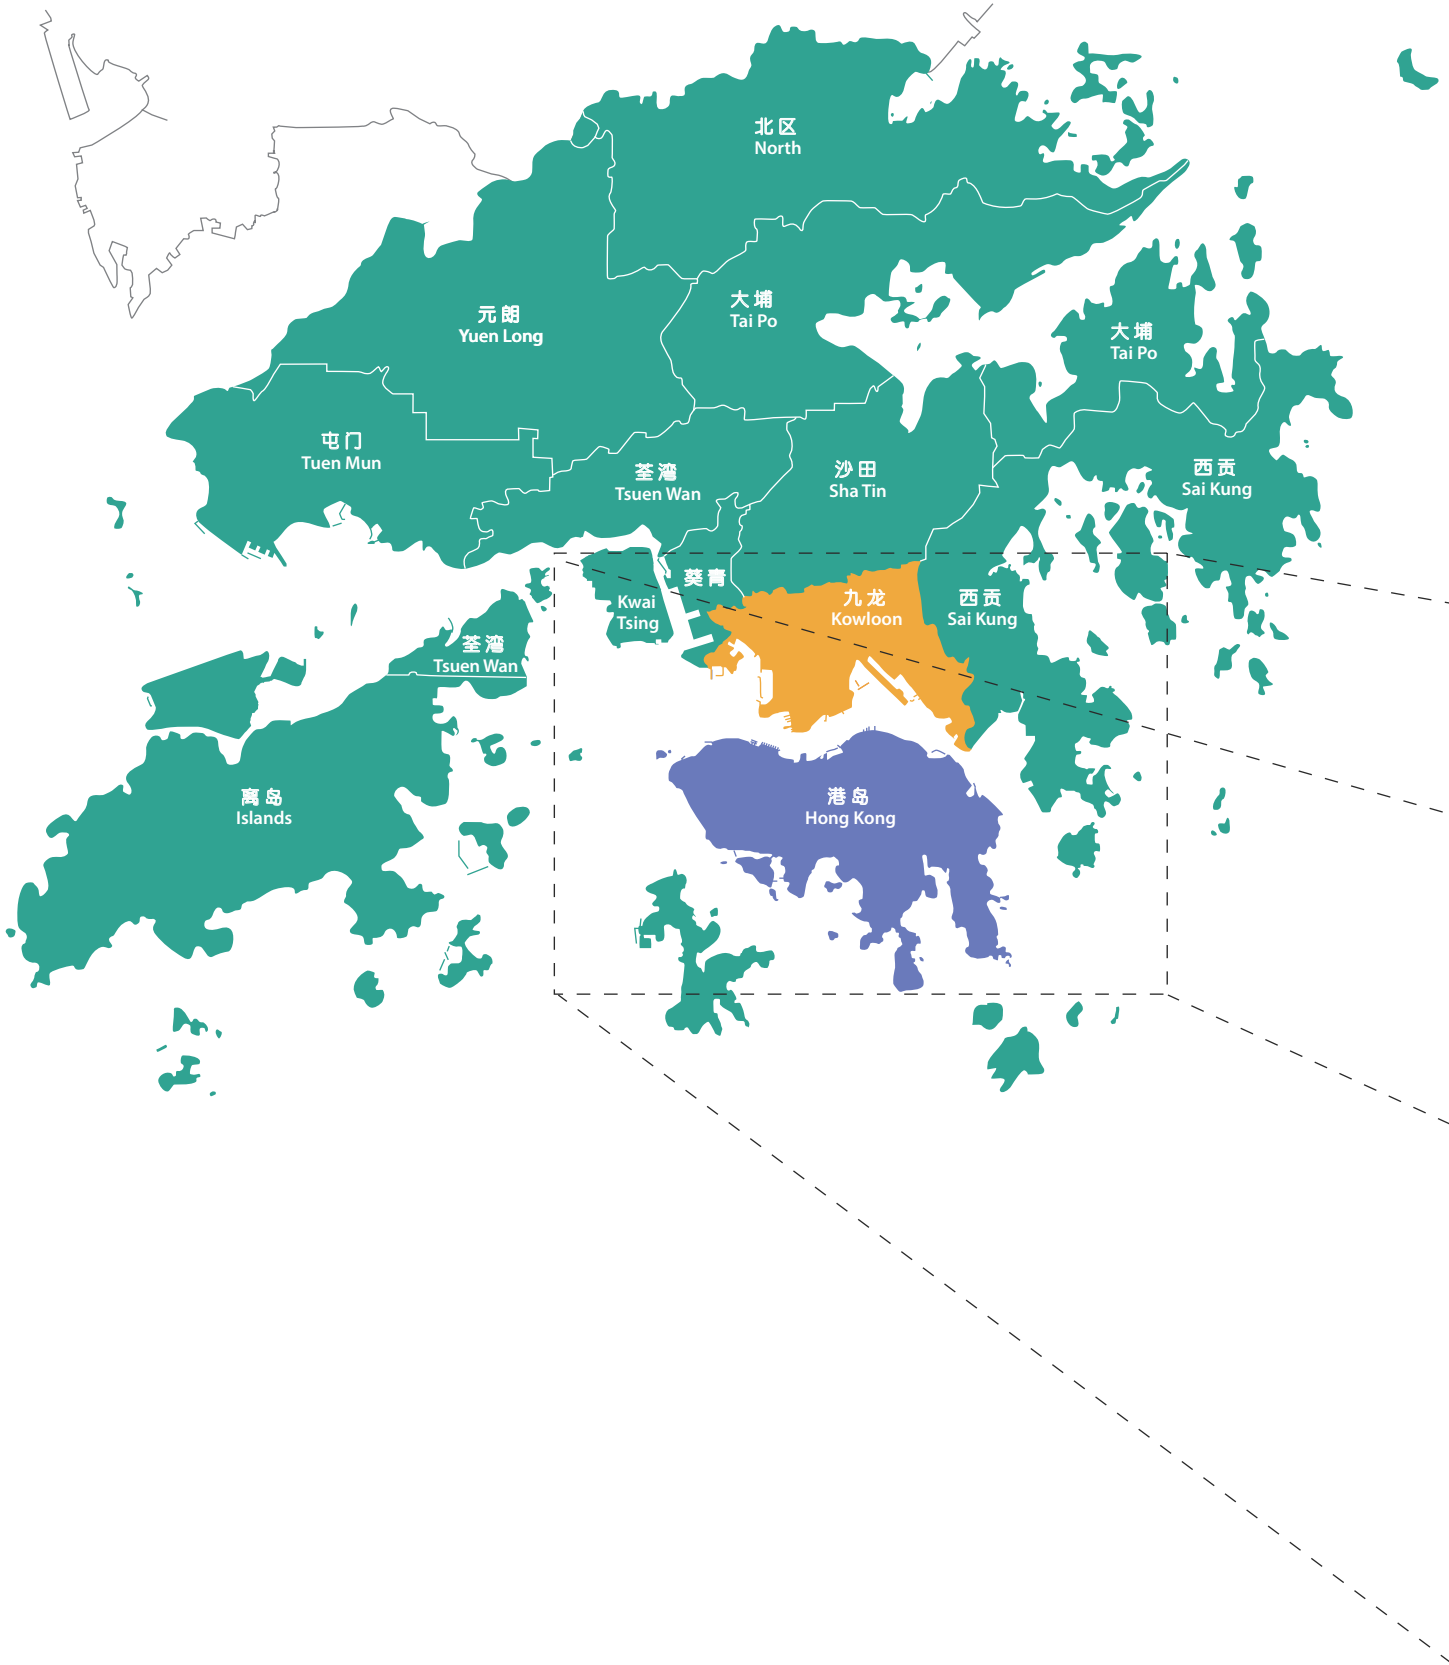 北区
North
元朗
Yuen Long
大埔
Tai Po
大埔
Tai Po
屯门
Tuen Mun
荃湾
Tsuen Wan
沙田
Sha Tin
西贡
Sai Kung
葵青
Kwai
Tsing
九龙
Kowloon
西贡
Sai Kung
荃湾
Tsuen Wan
离岛
Islands
港岛
Hong Kong